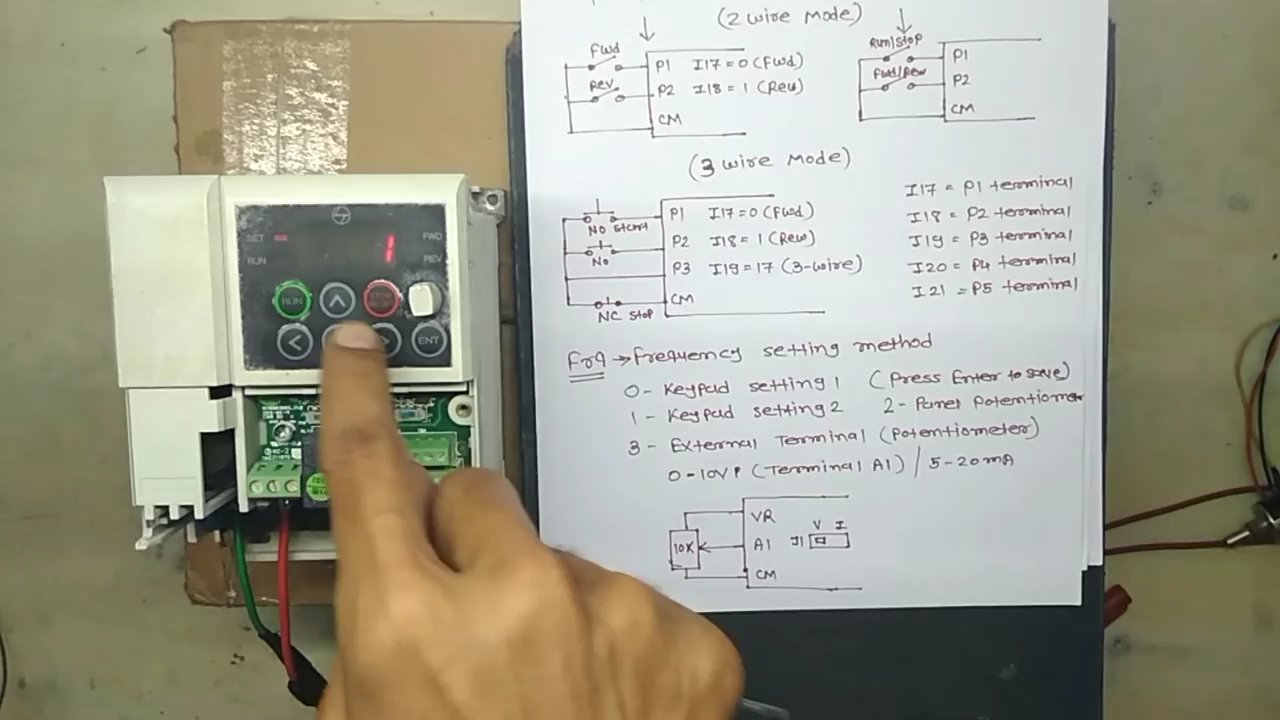 (2 wire mode)
Fwd
P1 I17=0 (Fwd)
Rev
P2 I18=1 (Rev)
CM
Run/Stop
P1
Fwd/Rev
P2
CM
(3 wire mode)
P1 I17=0 (Fwd)
NO Start
P2 I18=1 (Rev)
NO
P3 I19=17 (3-wire)
CM
NC Stop
I17 = P1 terminal
I18 = P2 terminal
I19 = P3 terminal
I20 = P4 terminal
I21 = P5 terminal
Frq → Frequency setting method
0 - Keypad setting 1 (Press Enter to save)
1 - Keypad setting 2 2 - Panel Potentiometer
3 - External Terminal (Potentiometer)
0-10V (Terminal A1) / 5-20mA
VR
10K
A1 J1 V I
CM
SET 1 FWD
RUN REV
RUN STOP
ENT